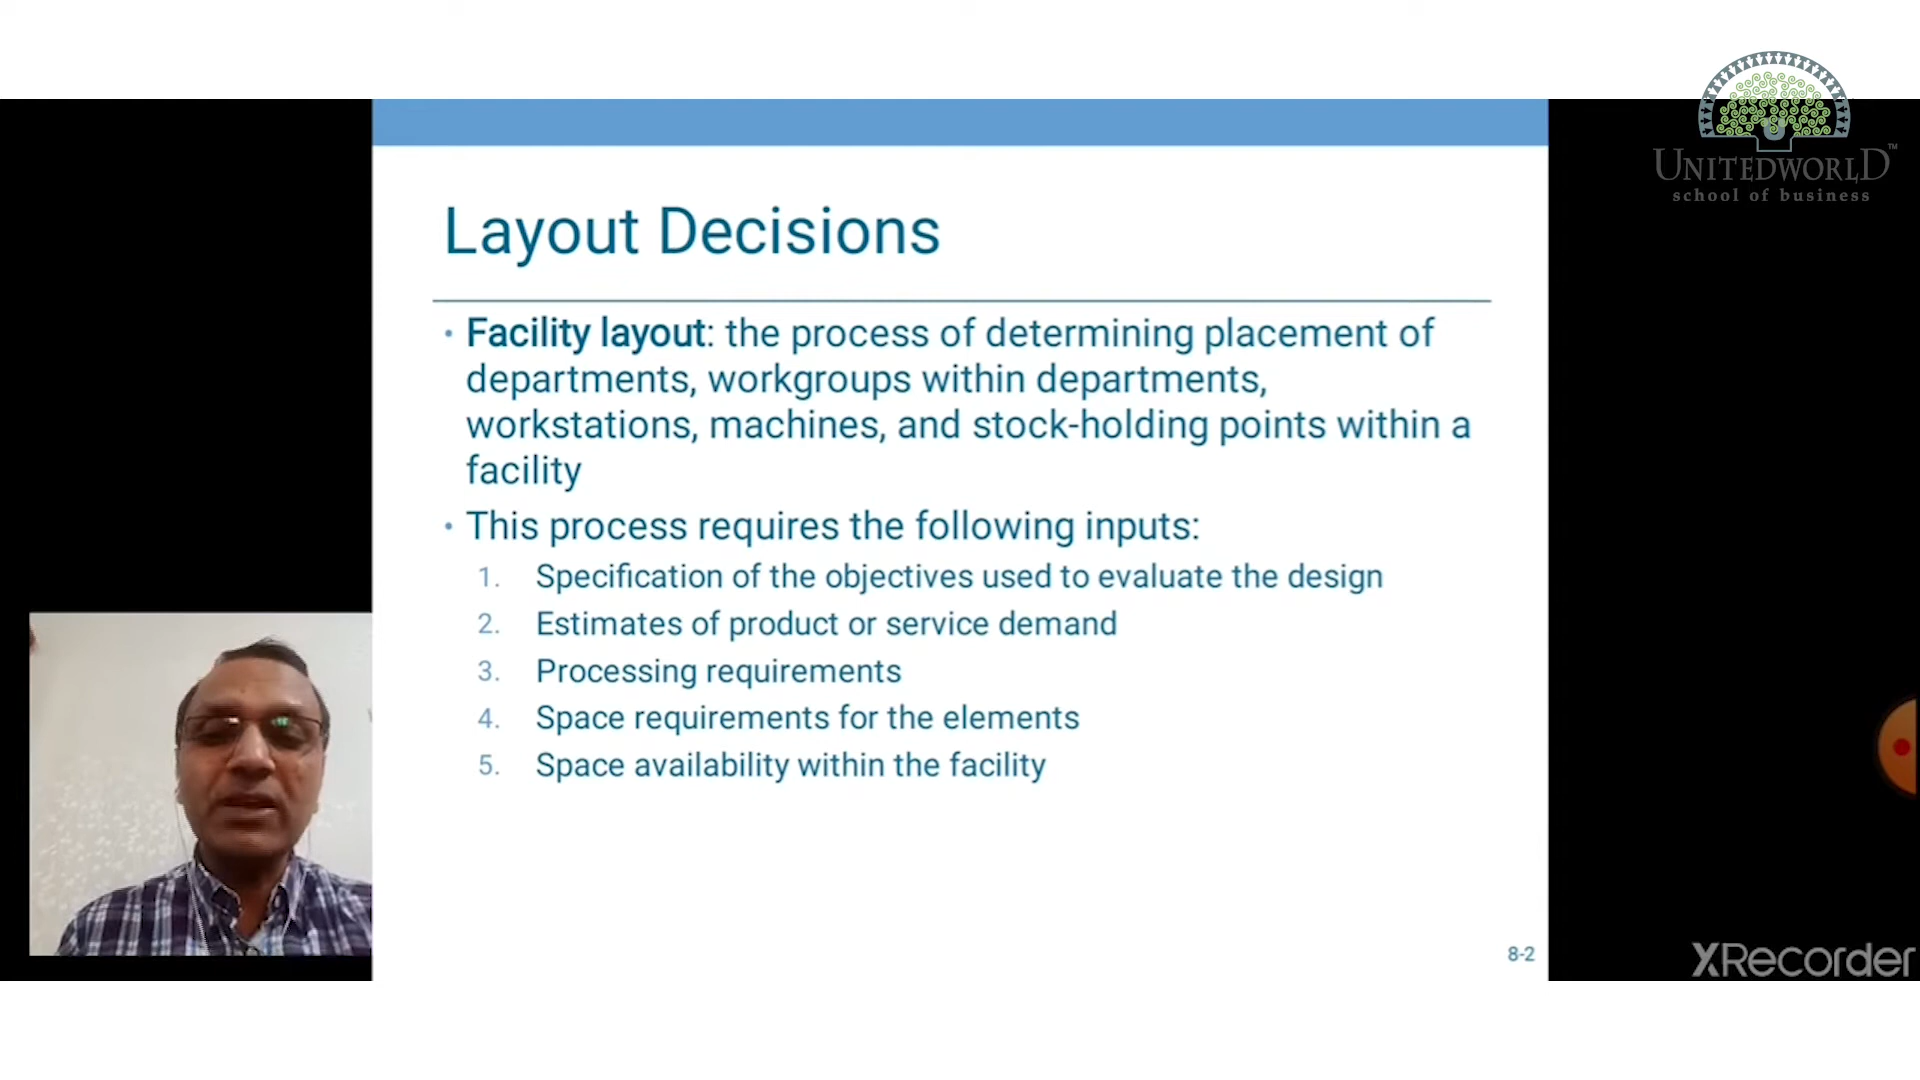 UNITEDWORLD™
school of business
Layout Decisions
• Facility layout: the process of determining placement of
departments, workgroups within departments,
workstations, machines, and stock-holding points within a
facility
• This process requires the following inputs:
1. Specification of the objectives used to evaluate the design
2. Estimates of product or service demand
3. Processing requirements
4. Space requirements for the elements
5. Space availability within the facility
8-2
XRecorder